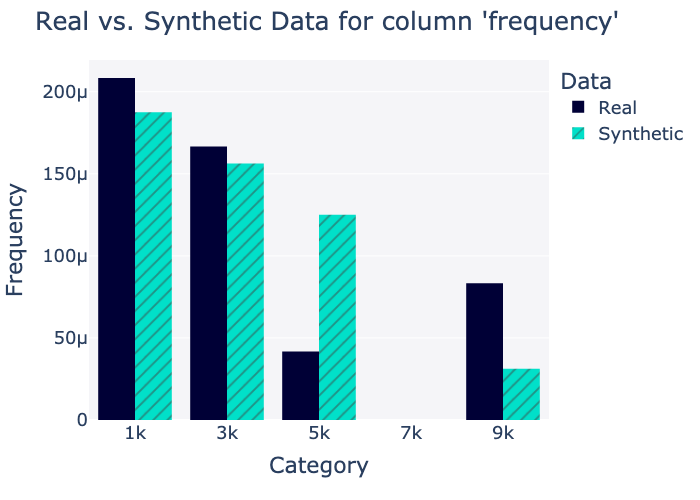 Real vs. Synthetic Data for column 'frequency'
Data
Real
Synthetic
200μ
150μ
100μ
50μ
0
Frequency
1k
3k
5k
7k
9k
Category